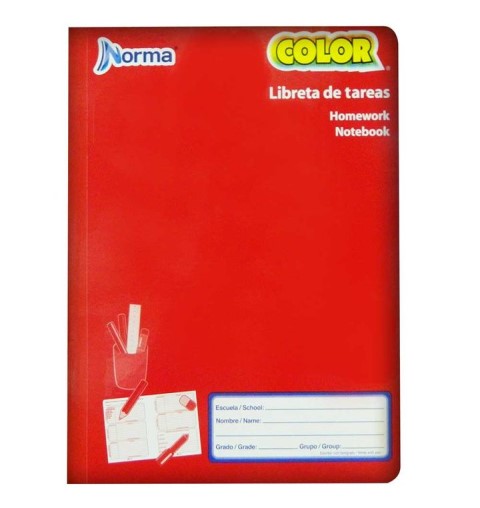 Norma®
COLOR®
Libreta de tareas
Homework
Notebook
Escuela / School:
Nombre / Name:
Grado / Grade:
Grupo / Group: